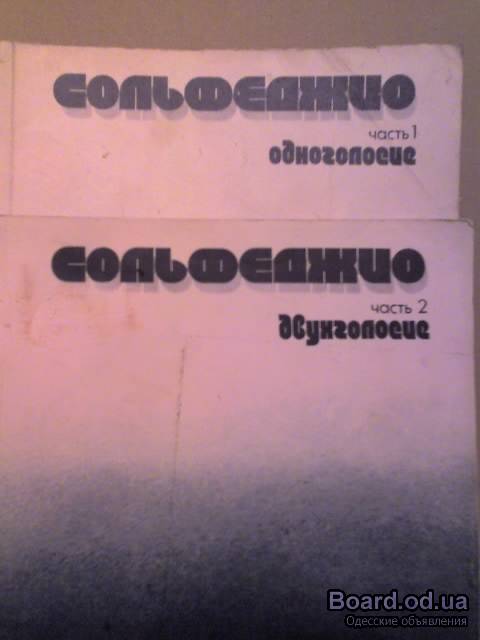 СОЛЬФЕДЖИО
часть 1
одноголосие
СОЛЬФЕДЖИО
часть 2
двухголосие
Board.od.ua
Одесские объявления